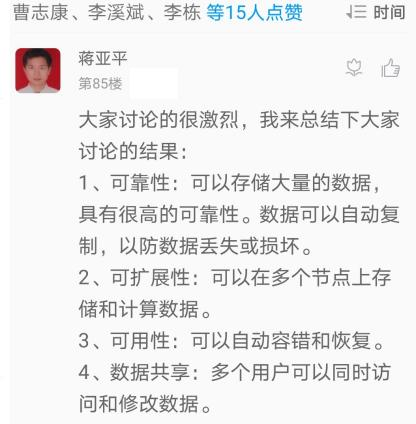 曹志康、李溪斌、李栋 等15人点赞 时间
蒋亚平
第85楼
大家讨论的很激烈，我来总结下大家
讨论的结果：
1、可靠性：可以存储大量的数据，
具有很高的可靠性。数据可以自动复
制，以防数据丢失或损坏。
2、可扩展性：可以在多个节点上存
储和计算数据。
3、可用性：可以自动容错和恢复。
4、数据共享：多个用户可以同时访
问和修改数据。